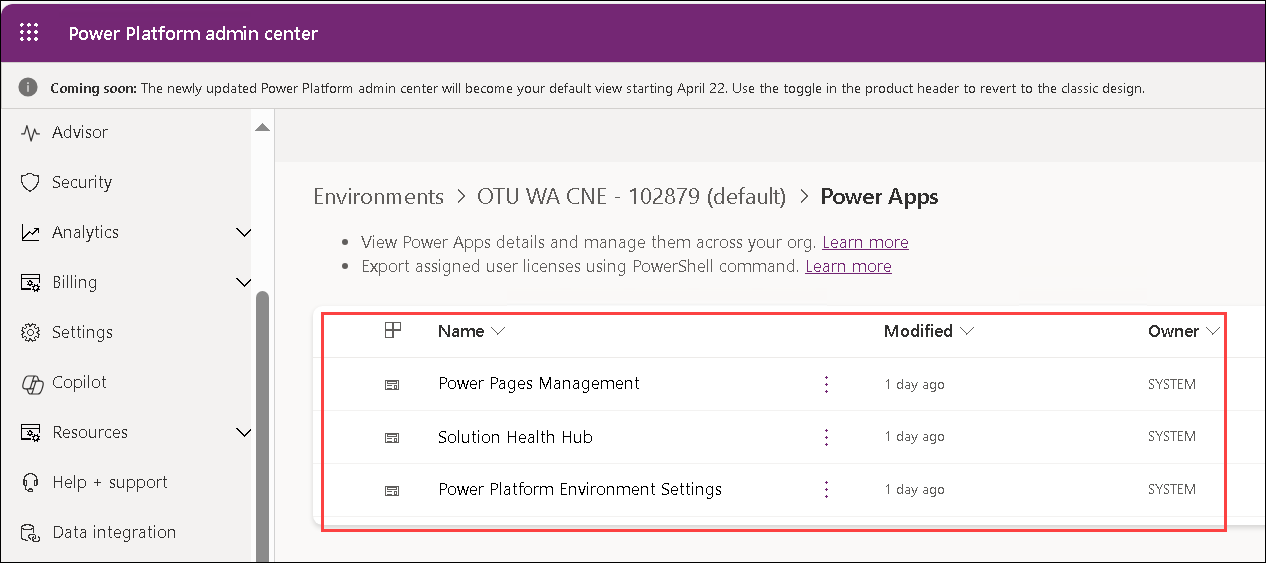 Power Platform admin center
Coming soon: The newly updated Power Platform admin center will become your default view starting April 22. Use the toggle in the product header to revert to the classic design.
Advisor
Security
Analytics
Billing
Settings
Copilot
Resources
Help + support
Data integration
Environments > OTU WA CNE - 102879 (default) > Power Apps
• View Power Apps details and manage them across your org. Learn more
• Export assigned user licenses using PowerShell command. Learn more
Name Modified Owner
Power Pages Management 1 day ago SYSTEM
Solution Health Hub 1 day ago SYSTEM
Power Platform Environment Settings 1 day ago SYSTEM